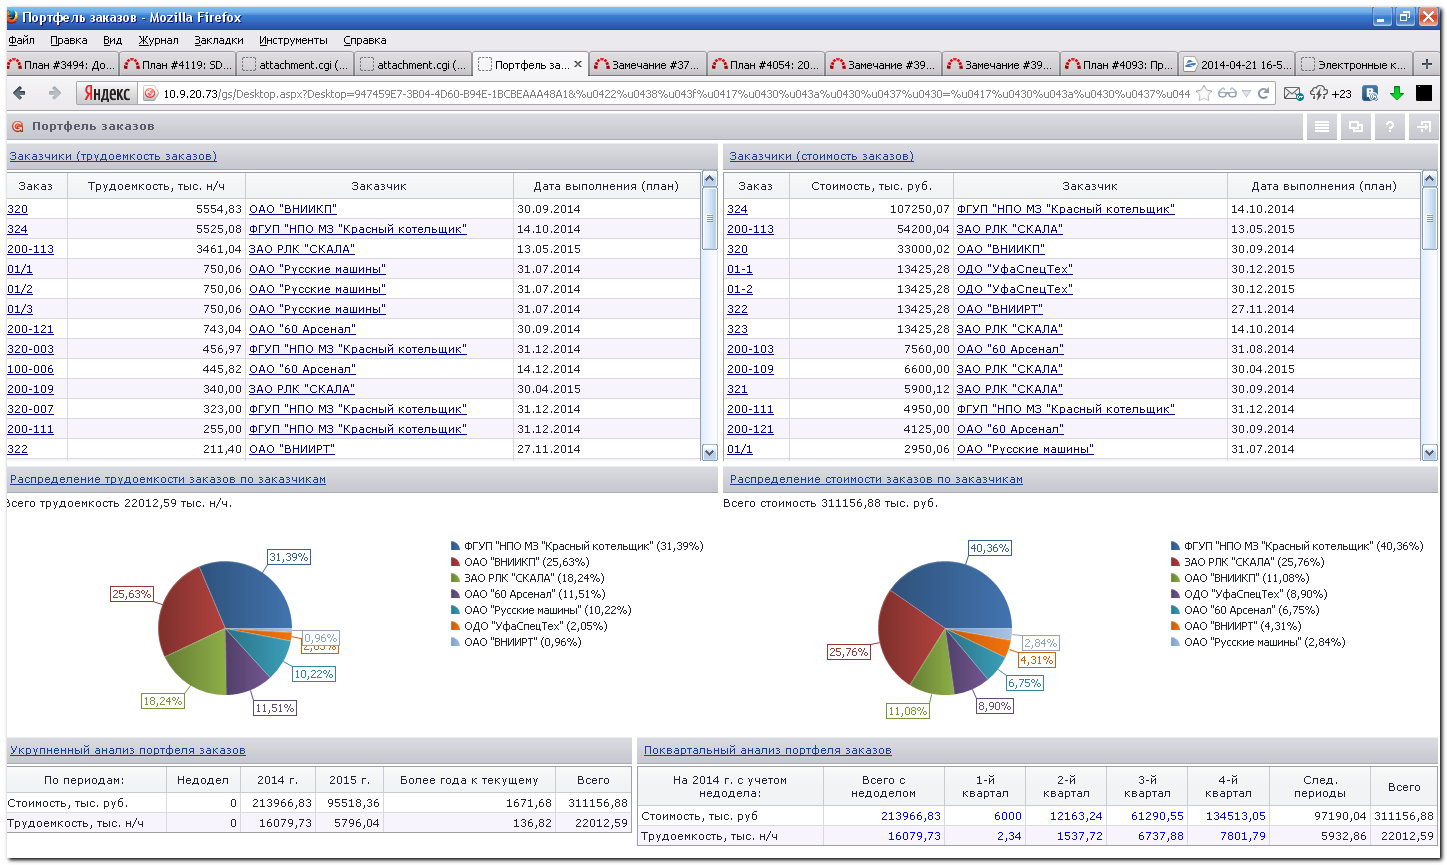 Портфель заказов - Mozilla Firefox
Файл Правка Вид Журнал Закладки Инструменты Справка
План #3494: До... План #4119: SD... attachment.cgi (... attachment.cgi (... Портфель за... Замечание #37... План #4054: 20... Замечание #39... Замечание #39... План #4093: Пр... 2014-04-21 16-5... Электронные к...
Яндекс 10.9.20.73/gs/Desktop.aspx?Desktop=947459E7-3B04-4D60-B94E-1BCBEAAA48A1&%u0422%u0438%u043f%u0417%u0430%u043a%u0430%u0437%u0430=%u0417%u0430%u043a%u0430%u0437%u044 +23
Портфель заказов
Заказчики (трудоемкость заказов)
Заказ Трудоемкость, тыс. н/ч Заказчик Дата выполнения (план)
320 5554,83 ОАО "ВНИИКП" 30.09.2014
324 5525,08 ФГУП "НПО МЗ "Красный котельщик" 14.10.2014
200-113 3461,04 ЗАО РЛК "СКАЛА" 13.05.2015
01/1 750,06 ОАО "Русские машины" 31.07.2014
01/2 750,06 ОАО "Русские машины" 31.07.2014
01/3 750,06 ОАО "Русские машины" 31.07.2014
200-121 743,04 ОАО "60 Арсенал" 30.09.2014
320-003 456,97 ФГУП "НПО МЗ "Красный котельщик" 31.12.2014
100-006 445,82 ОАО "60 Арсенал" 14.12.2014
200-109 340,00 ЗАО РЛК "СКАЛА" 30.04.2015
320-007 323,00 ФГУП "НПО МЗ "Красный котельщик" 31.12.2014
200-111 255,00 ФГУП "НПО МЗ "Красный котельщик" 31.12.2014
322 211,40 ОАО "ВНИИРТ" 27.11.2014
Заказчики (стоимость заказов)
Заказ Стоимость, тыс. руб. Заказчик Дата выполнения (план)
324 107250,07 ФГУП "НПО МЗ "Красный котельщик" 14.10.2014
200-113 54200,04 ЗАО РЛК "СКАЛА" 13.05.2015
320 33000,02 ОАО "ВНИИКП" 30.09.2014
01-1 13425,28 ОДО "УфаСпецТех" 30.12.2015
01-2 13425,28 ОДО "УфаСпецТех" 30.12.2015
322 13425,28 ОАО "ВНИИРТ" 27.11.2014
323 13425,28 ЗАО РЛК "СКАЛА" 14.10.2014
200-103 7560,00 ОАО "60 Арсенал" 31.08.2014
200-109 6600,00 ЗАО РЛК "СКАЛА" 30.04.2015
321 5900,12 ЗАО РЛК "СКАЛА" 30.09.2014
200-111 4950,00 ФГУП "НПО МЗ "Красный котельщик" 31.12.2014
200-121 4125,00 ОАО "60 Арсенал" 30.09.2014
01/1 2950,06 ОАО "Русские машины" 31.07.2014
Распределение трудоемкости заказов по заказчикам
Всего трудоемкость 22012,59 тыс. н/ч.
31,39%
25,63%
0,96%
2,05%
10,22%
18,24%
11,51%
ФГУП "НПО МЗ "Красный котельщик" (31,39%)
ОАО "ВНИИКП" (25,63%)
ЗАО РЛК "СКАЛА" (18,24%)
ОАО "60 Арсенал" (11,51%)
ОАО "Русские машины" (10,22%)
ОДО "УфаСпецТех" (2,05%)
ОАО "ВНИИРТ" (0,96%)
Распределение стоимости заказов по заказчикам
Всего стоимость 311156,88 тыс. руб.
40,36%
2,84%
25,76%
4,31%
6,75%
8,90%
11,08%
ФГУП "НПО МЗ "Красный котельщик" (40,36%)
ЗАО РЛК "СКАЛА" (25,76%)
ОАО "ВНИИКП" (11,08%)
ОДО "УфаСпецТех" (8,90%)
ОАО "60 Арсенал" (6,75%)
ОАО "ВНИИРТ" (4,31%)
ОАО "Русские машины" (2,84%)
Укрупненный анализ портфеля заказов
По периодам: Недодел 2014 г. 2015 г. Более года к текущему Всего
Стоимость, тыс. руб. 0 213966,83 95518,36 1671,68 311156,88
Трудоемкость, тыс. н/ч 0 16079,73 5796,04 136,82 22012,59
Поквартальный анализ портфеля заказов
На 2014 г. с учетом недодела: Всего с недоделом 1-й квартал 2-й квартал 3-й квартал 4-й квартал След. периоды Всего
Стоимость, тыс. руб 213966,83 6000 12163,24 61290,55 134513,05 97190,04 311156,88
Трудоемкость, тыс. н/ч 16079,73 2,34 1537,72 6737,88 7801,79 5932,86 22012,59